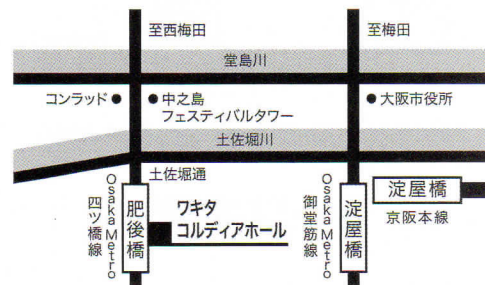 至西梅田
至梅田
堂島川
コンラッド
中之島
フェスティバルタワー
大阪市役所
土佐堀川
土佐堀通
Osaka Metro
四ツ橋線
肥後橋
ワキタ
コルディアホール
Osaka Metro
御堂筋線
淀屋橋
淀屋橋
京阪本線